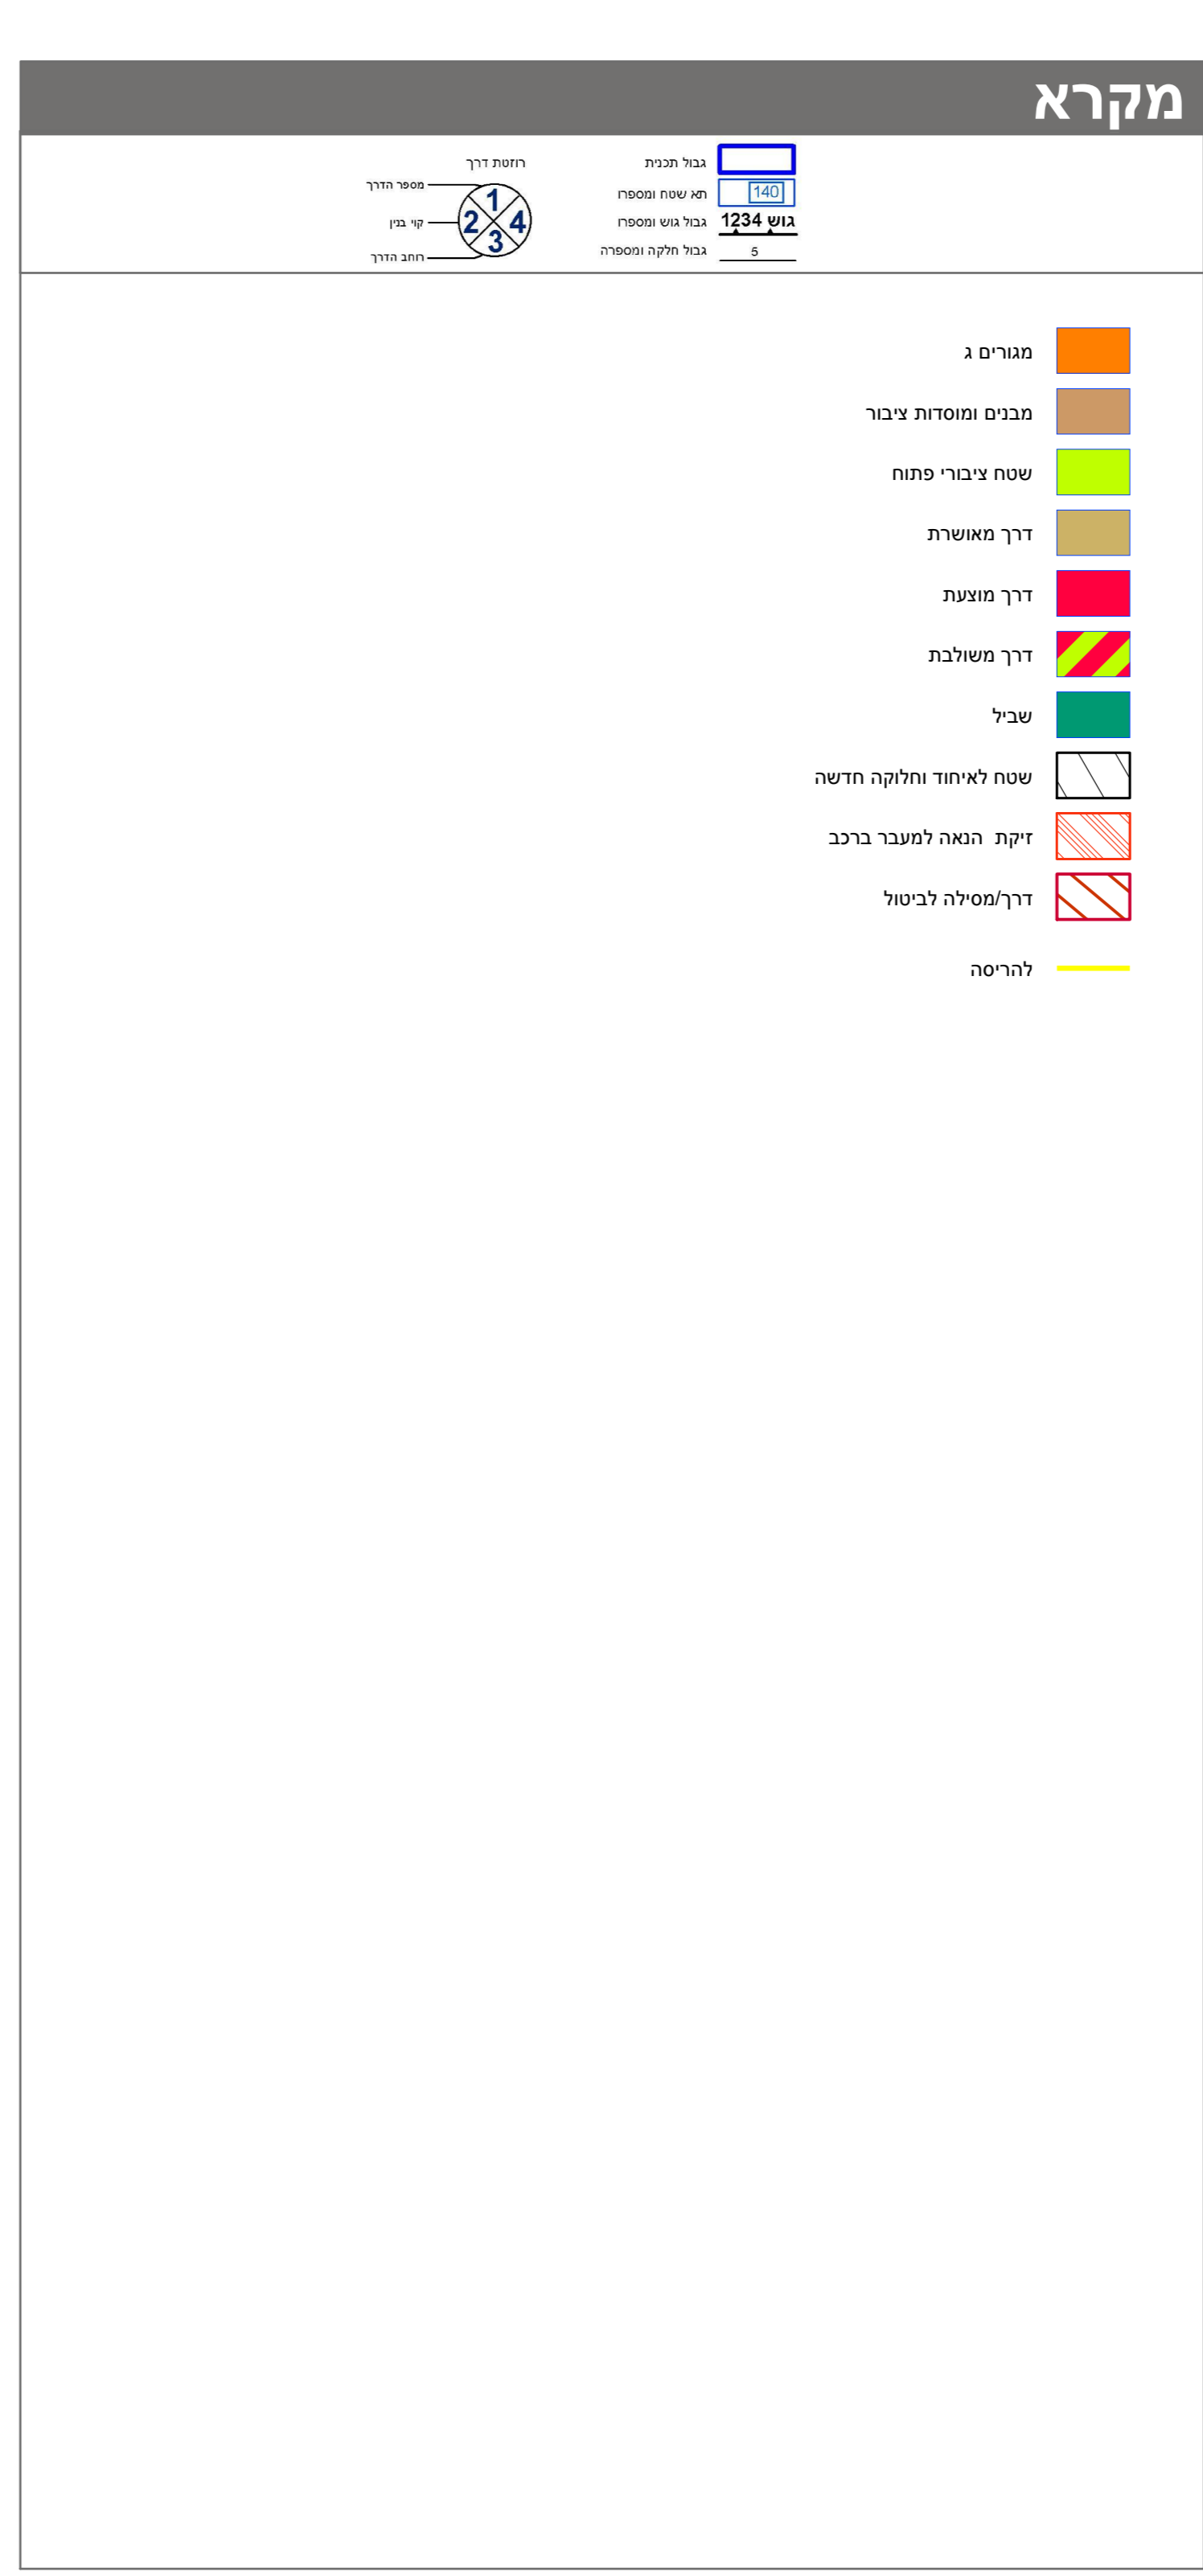 מקרא
גבול תכנית
140 תא שטח ומספרו
גוש 1234 גבול גוש ומספרו
5 גבול חלקה ומספרה
רוזטת דרך
1
2 4
3
מספר הדרך
קוי בנין
רוחב הדרך
מגורים ג
מבנים ומוסדות ציבור
שטח ציבורי פתוח
דרך מאושרת
דרך מוצעת
דרך משולבת
שביל
שטח לאיחוד וחלוקה חדשה
זיקת הנאה למעבר ברכב
דרך/מסילה לביטול
להריסה